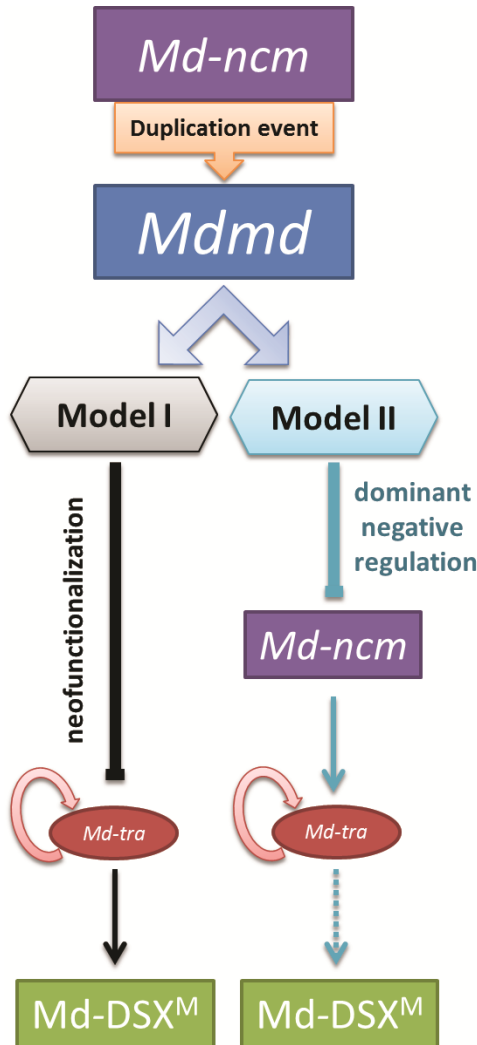 Md-ncm
Duplication event
Mdmd
Model I
Model II
neofunctionalization
dominant
negative
regulation
Md-ncm
Md-tra
Md-tra
Md-DSXᴹ
Md-DSXᴹ